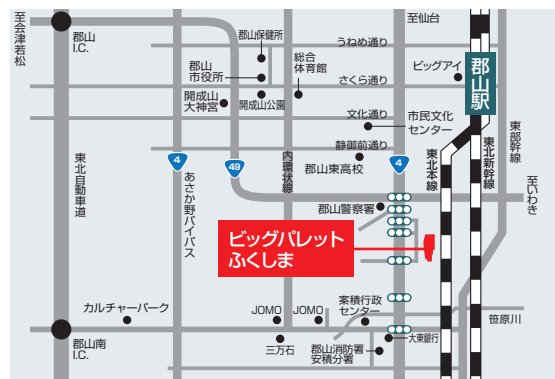 至会津若松
郡山
I.C.
郡山保健所
至仙台
うねめ通り
郡山
市役所
総合
体育館
ビッグアイ
郡山駅
さくら通り
開成山
大神宮
開成山公園
文化通り
市民文化
センター
東部幹線
静御前通り
東北自動車道
4
あさか野バイパス
49
内環状線
郡山東高校
4
東北本線
東北新幹線
至いわき
郡山警察署
ビッグパレット
ふくしま
カルチャーパーク
JOMO
JOMO
案積行政
センター
笹原川
郡山南
I.C.
三万石
郡山消防署
安積分署
大東銀行